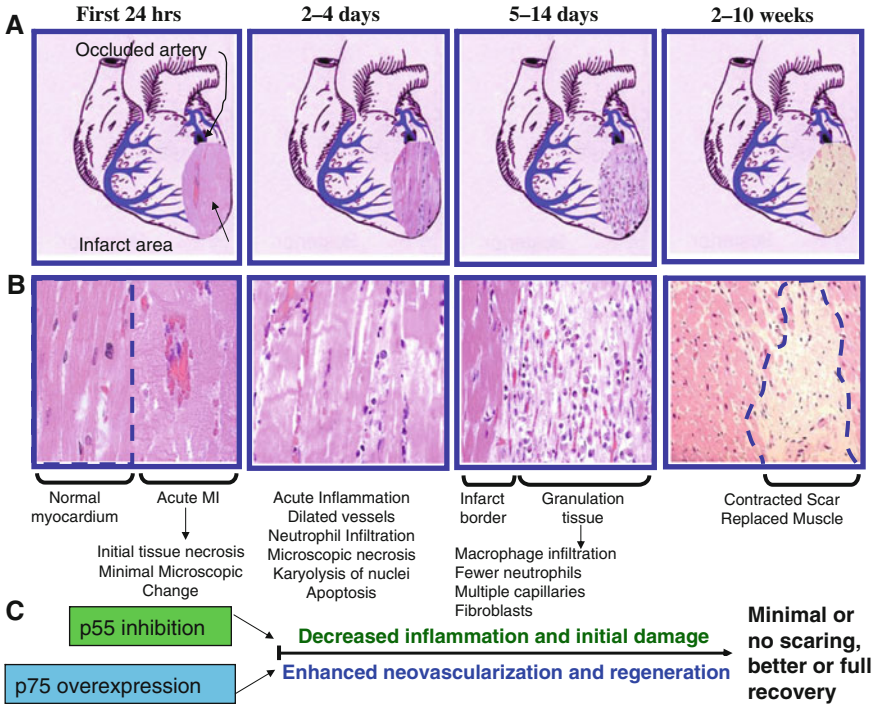 First 24 hrs
2–4 days
5-14 days
2–10 weeks
A
Occluded artery
Infarct area
B
Normal
myocardium
Acute MI
Initial tissue necrosis
Minimal Microscopic
Change
Acute Inflammation
Dilated vessels
Neutrophil Infiltration
Microscopic necrosis
Karyolysis of nuclei
Apoptosis
Infarct
border
Granulation
tissue
Macrophage infiltration
Fewer neutrophils
Multiple capillaries
Fibroblasts
Contracted Scar
Replaced Muscle
C
p55 inhibition
p75 overexpression
Decreased inflammation and initial damage
Enhanced neovascularization and regeneration
Minimal or
no scaring,
better or full
recovery